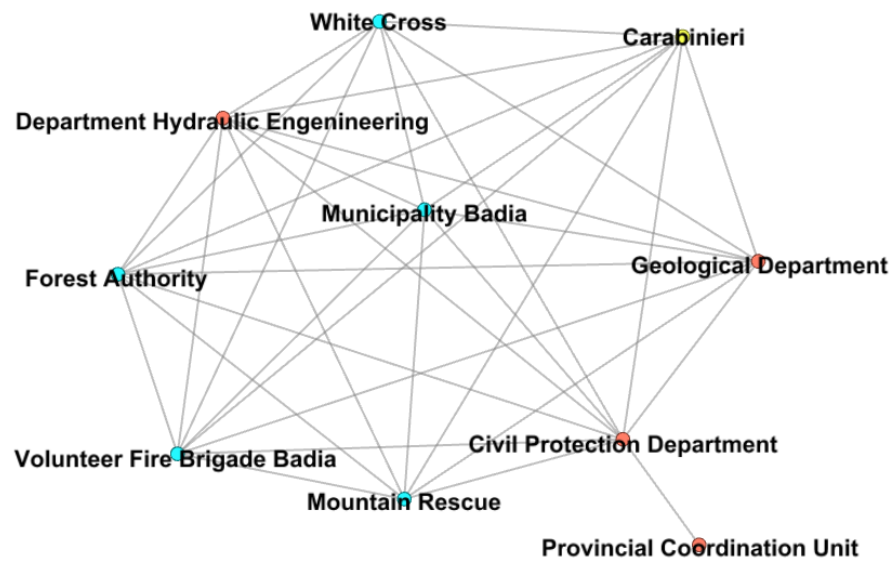 White Cross
Carabinieri
Department Hydraulic Engenineering
Municipality Badia
Geological Department
Forest Authority
Civil Protection Department
Volunteer Fire Brigade Badia
Mountain Rescue
Provincial Coordination Unit